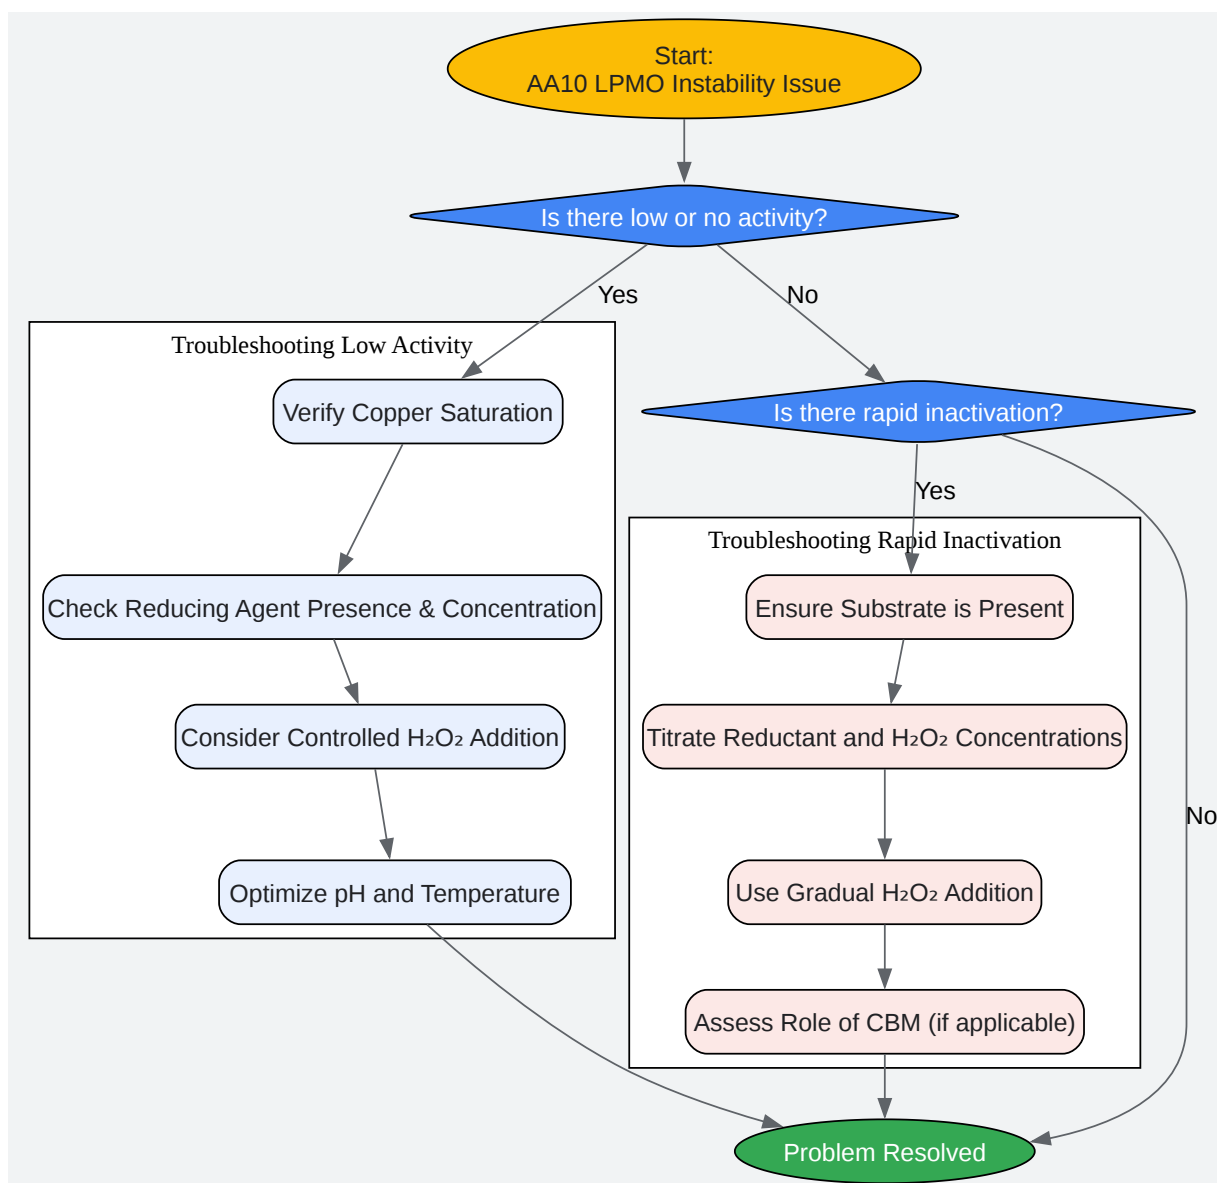 Start:
AA10 LPMO Instability Issue
Is there low or no activity?
Yes
No
Troubleshooting Low Activity
Verify Copper Saturation
Check Reducing Agent Presence & Concentration
Consider Controlled H₂O₂ Addition
Optimize pH and Temperature
Is there rapid inactivation?
Yes
No
Troubleshooting Rapid Inactivation
Ensure Substrate is Present
Titrate Reductant and H₂O₂ Concentrations
Use Gradual H₂O₂ Addition
Assess Role of CBM (if applicable)
Problem Resolved